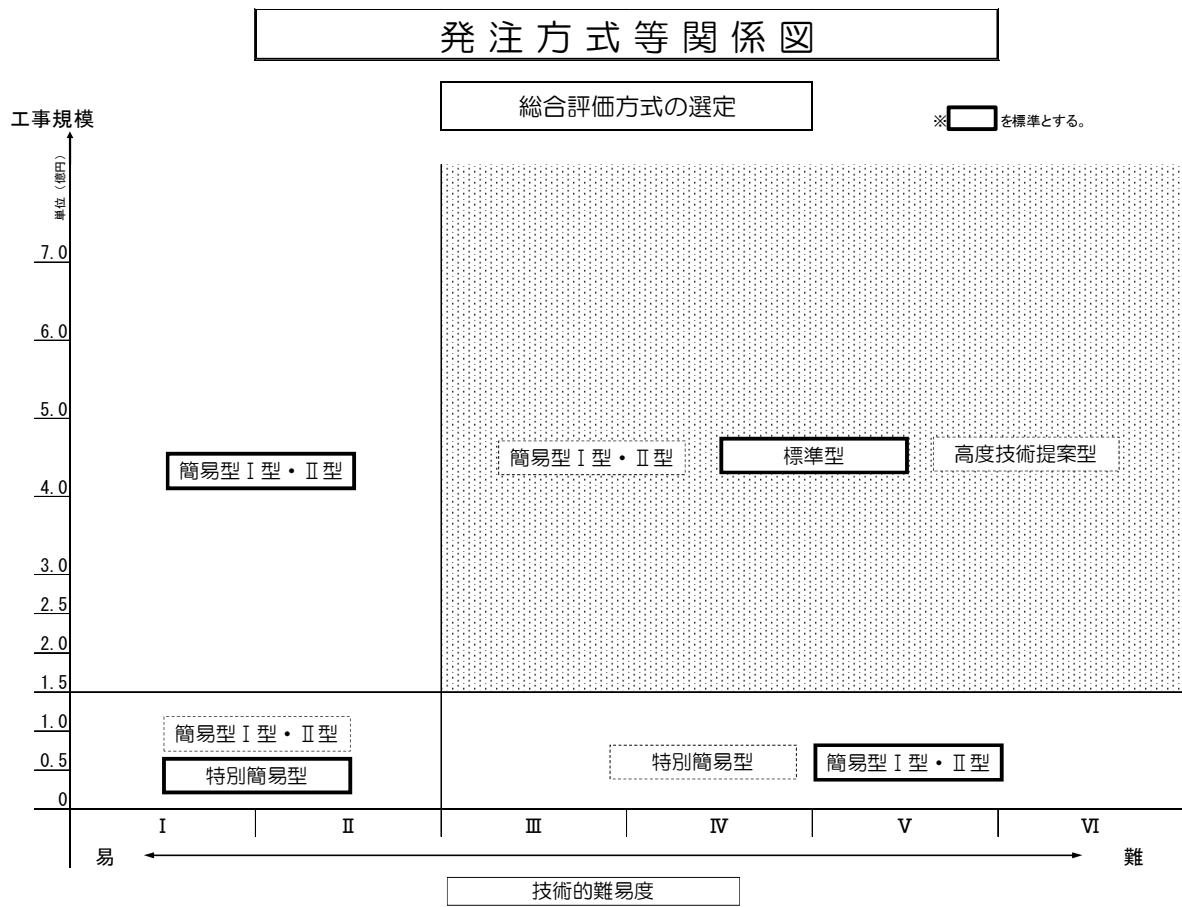 発注方式等関係図
総合評価方式の選定
工事規模
※ を標準とする。
単位(億円)
7.0
6.0
5.0
簡易型Ⅰ型・Ⅱ型
簡易型Ⅰ型・Ⅱ型
標準型
高度技術提案型
4.0
3.0
2.5
2.0
1.5
1.0
簡易型Ⅰ型・Ⅱ型
0.5
特別簡易型
特別簡易型
簡易型Ⅰ型・Ⅱ型
0
Ⅰ
Ⅱ
Ⅲ
Ⅳ
Ⅴ
Ⅵ
易
難
技術的難易度